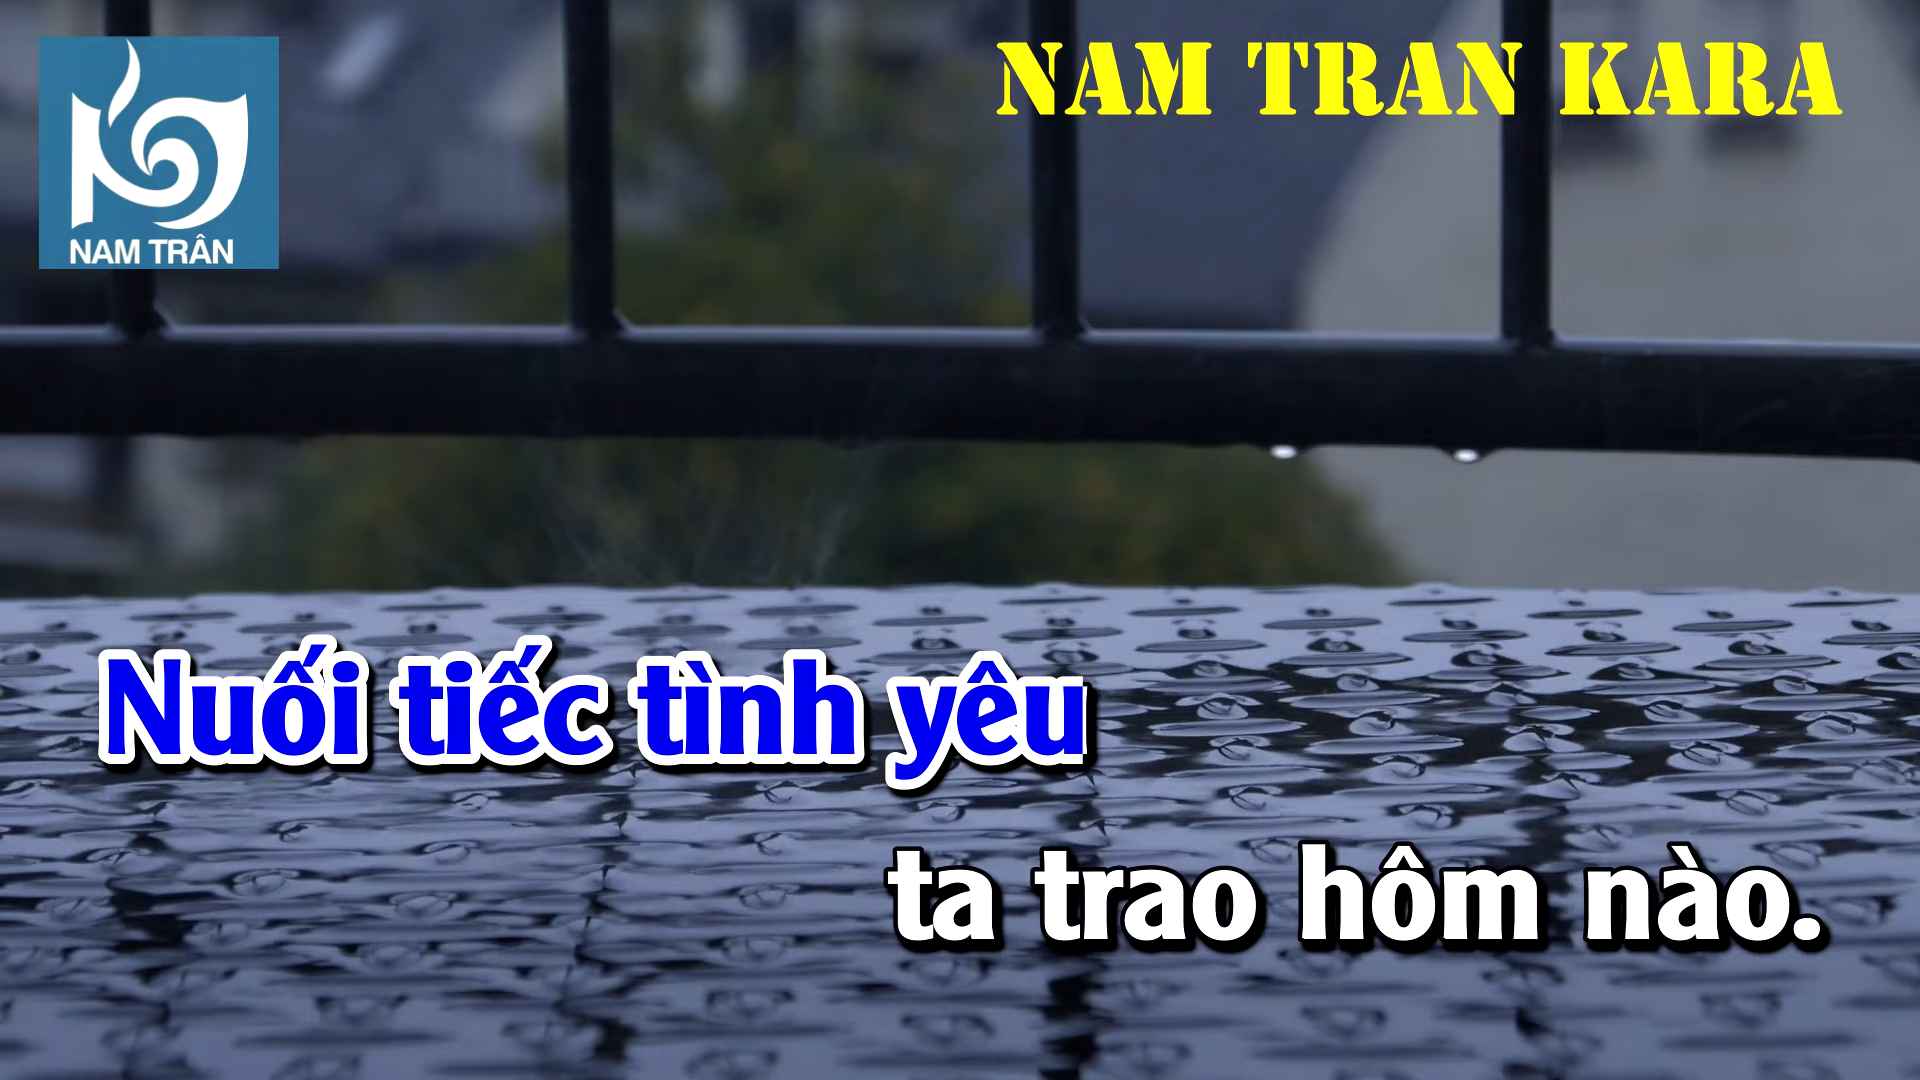 NAM TRAN KARA
NAM TRÂN
Nuối tiếc tình yêu
ta trao hôm nào.